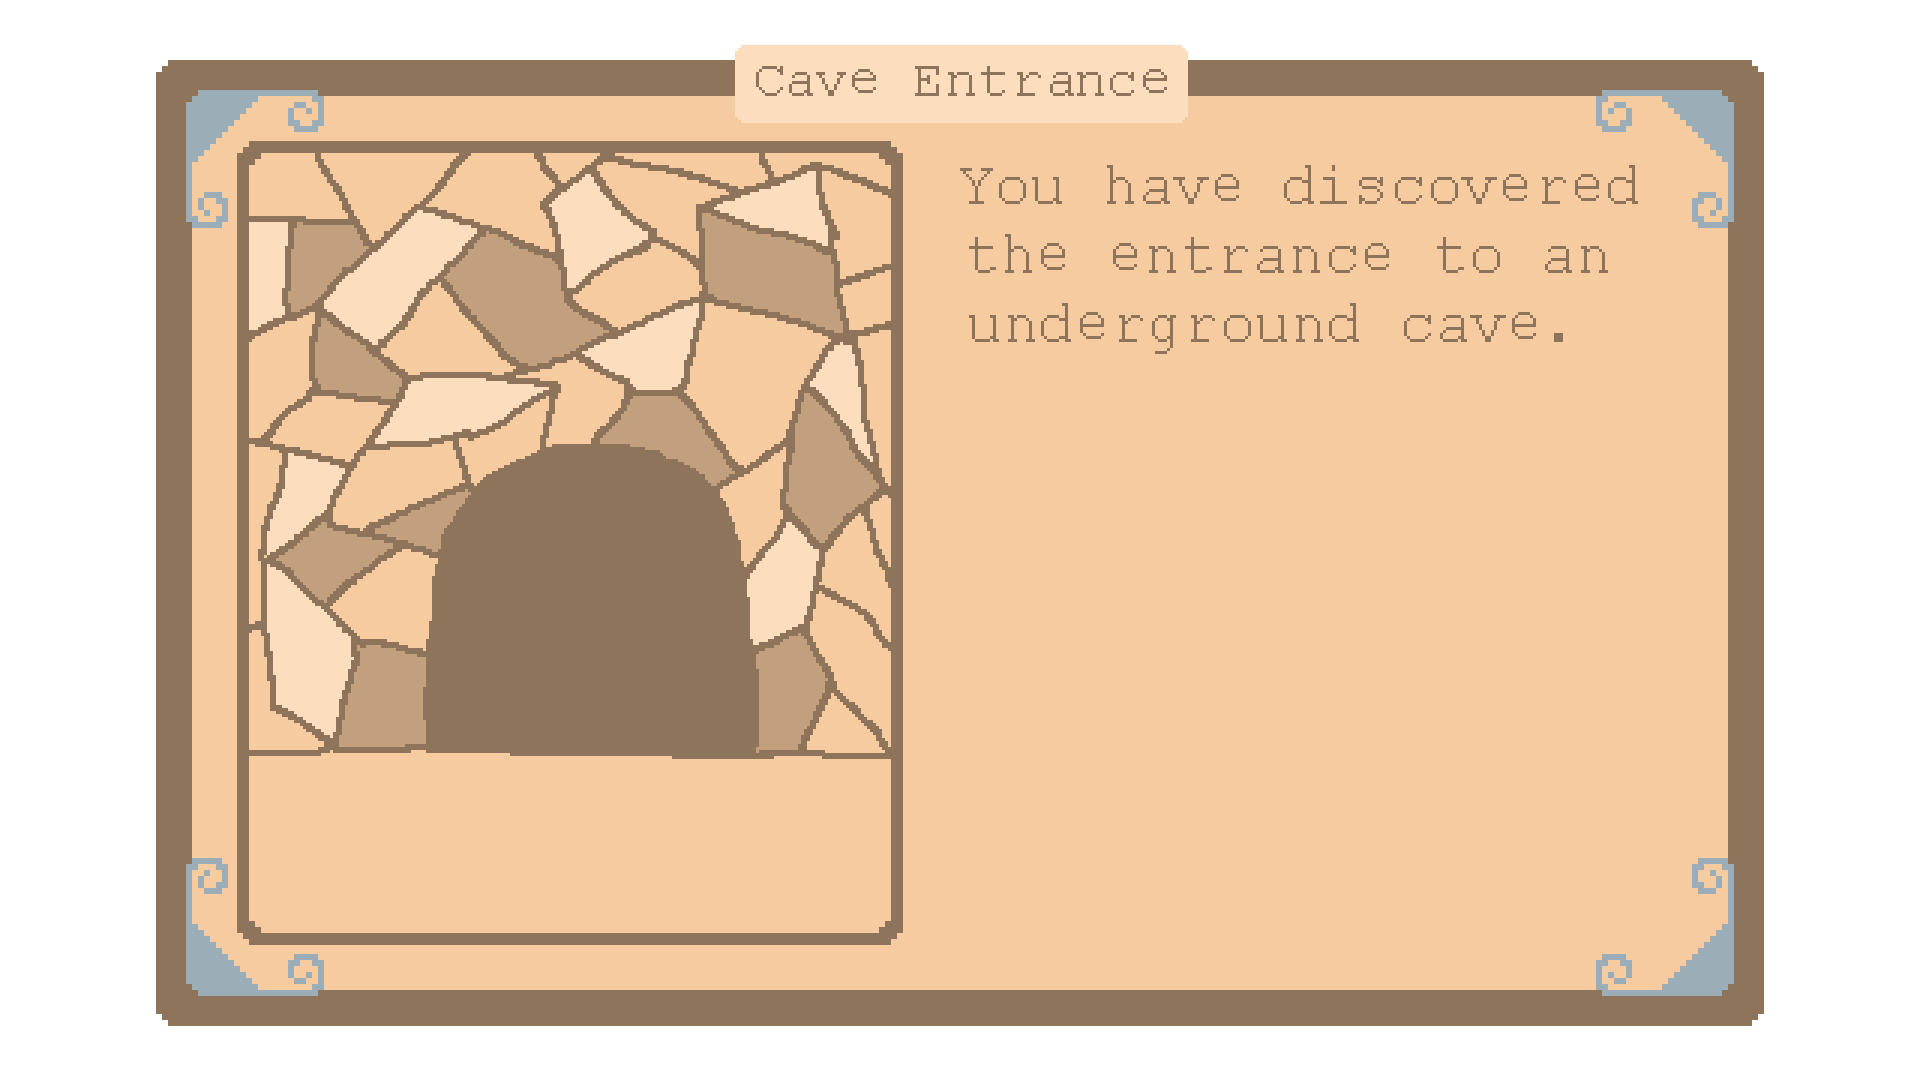 Cave Entrance
You have discovered
the entrance to an
underground cave.